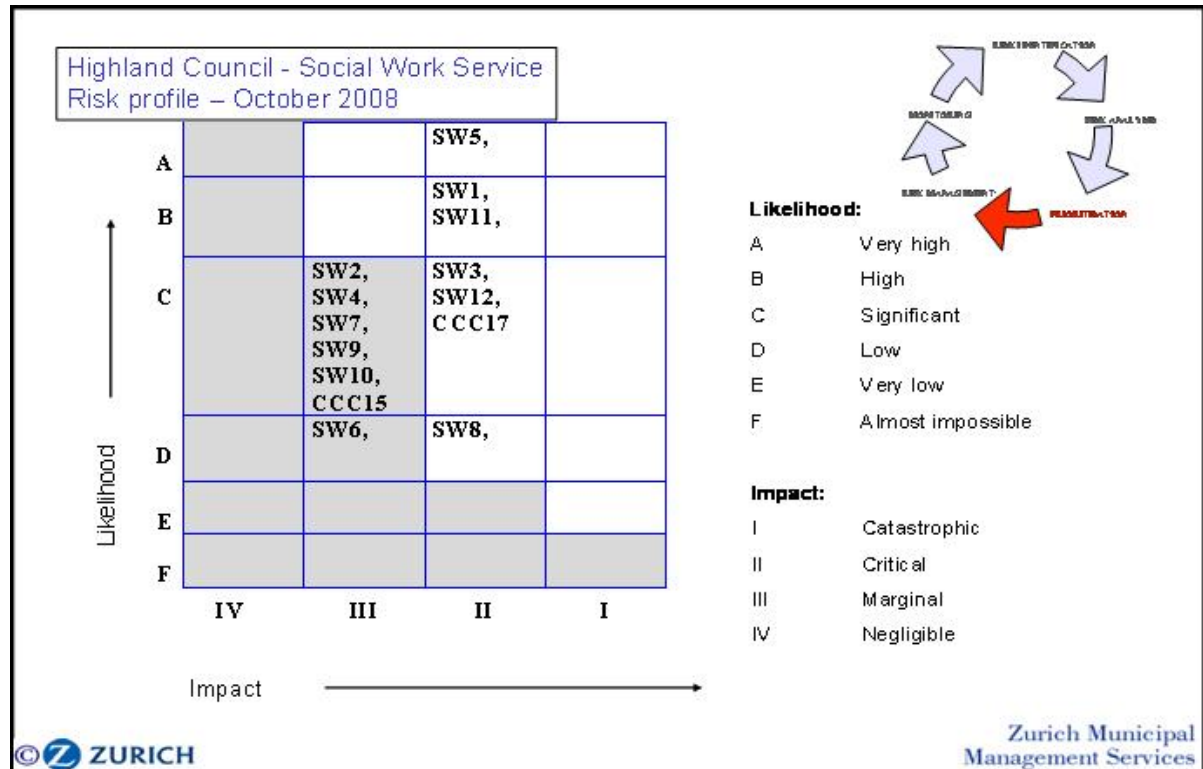 Highland Council - Social Work Service
Risk profile – October 2008
A
SW5,
B
SW1,
SW11,
C
SW2,
SW4,
SW7,
SW9,
SW10,
CCC15
SW3,
SW12,
CCC17
D
SW6,
SW8,
E
F
IV III II I
Likelihood
Impact
Likelihood:
A Very high
B High
C Significant
D Low
E Very low
F Almost impossible
Impact:
I Catastrophic
II Critical
III Marginal
IV Negligible
© Z ZURICH
Zurich Municipal
Management Services